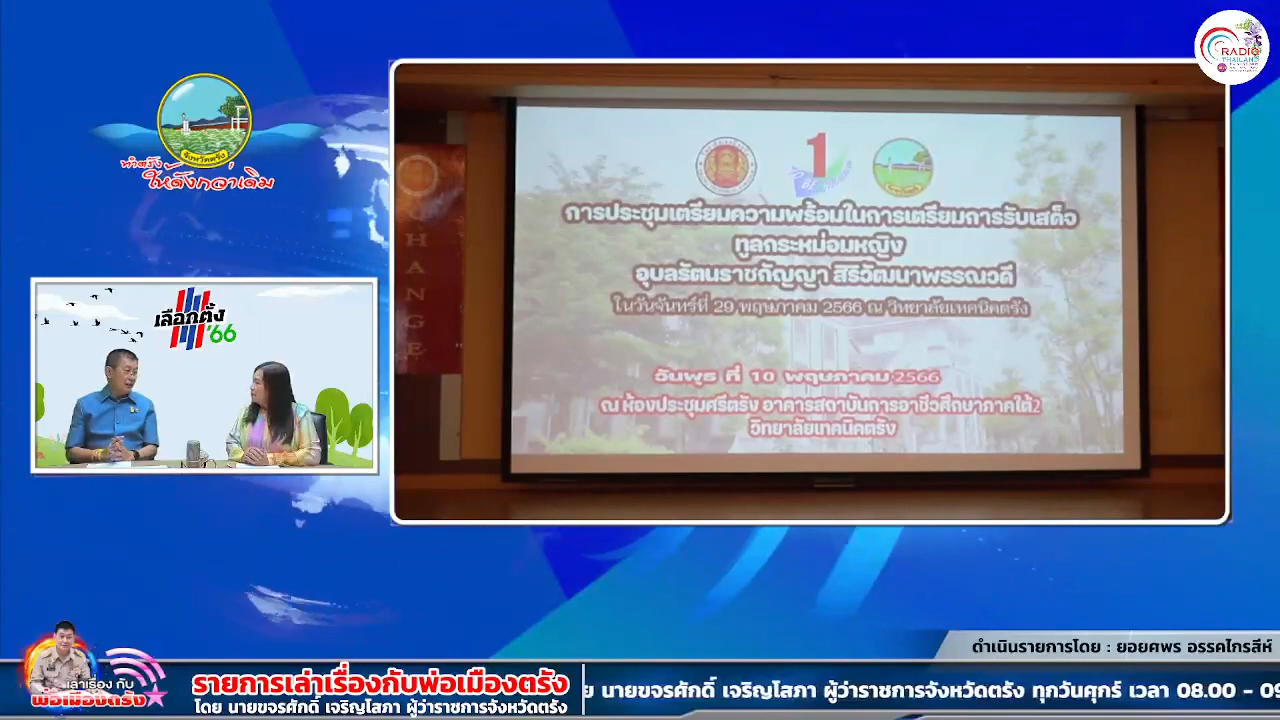 RADIO
THAILAND
จังหวัดตรัง
ทำตรัง
ให้ดังกว่าเดิม
CHANGE
1
การประชุมเตรียมความพร้อมในการเตรียมการรับเสด็จ
ทูลกระหม่อมหญิง
อุบลรัตนราชกัญญา สิริวัฒนาพรรณวดี
ในวันจันทร์ที่ 29 พฤษภาคม 2566 ณ วิทยาลัยเทคนิคตรัง
วันพุธ ที่ 10 พฤษภาคม 2566
ณ ห้องประชุมศรีตรัง อาคารสถาบันการอาชีวศึกษาภาคใต้2
วิทยาลัยเทคนิคตรัง
เลือกตั้ง
'66
ดำเนินรายการโดย : ยอยศพร อรรคไกรสีห์
เล่าเรื่อง กับ
พ่อเมืองตรัง
รายการเล่าเรื่องกับพ่อเมืองตรัง
โดย นายขจรศักดิ์ เจริญโสภา ผู้ว่าราชการจังหวัดตรัง
ย นายขจรศักดิ์ เจริญโสภา ผู้ว่าราชการจังหวัดตรัง ทุกวันศุกร์ เวลา 08.00 - 09